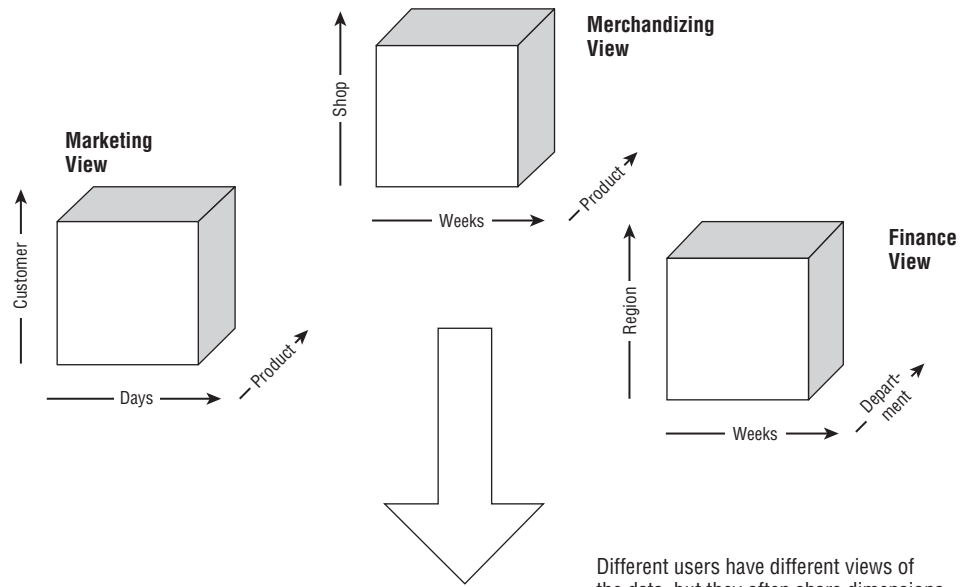 Merchandizing
View
Shop
Weeks
Product
Marketing
View
Customer
Days
Product
Finance
View
Region
Weeks
Depart-
ment
Different users have different views of
the data, but they often share dimensions.